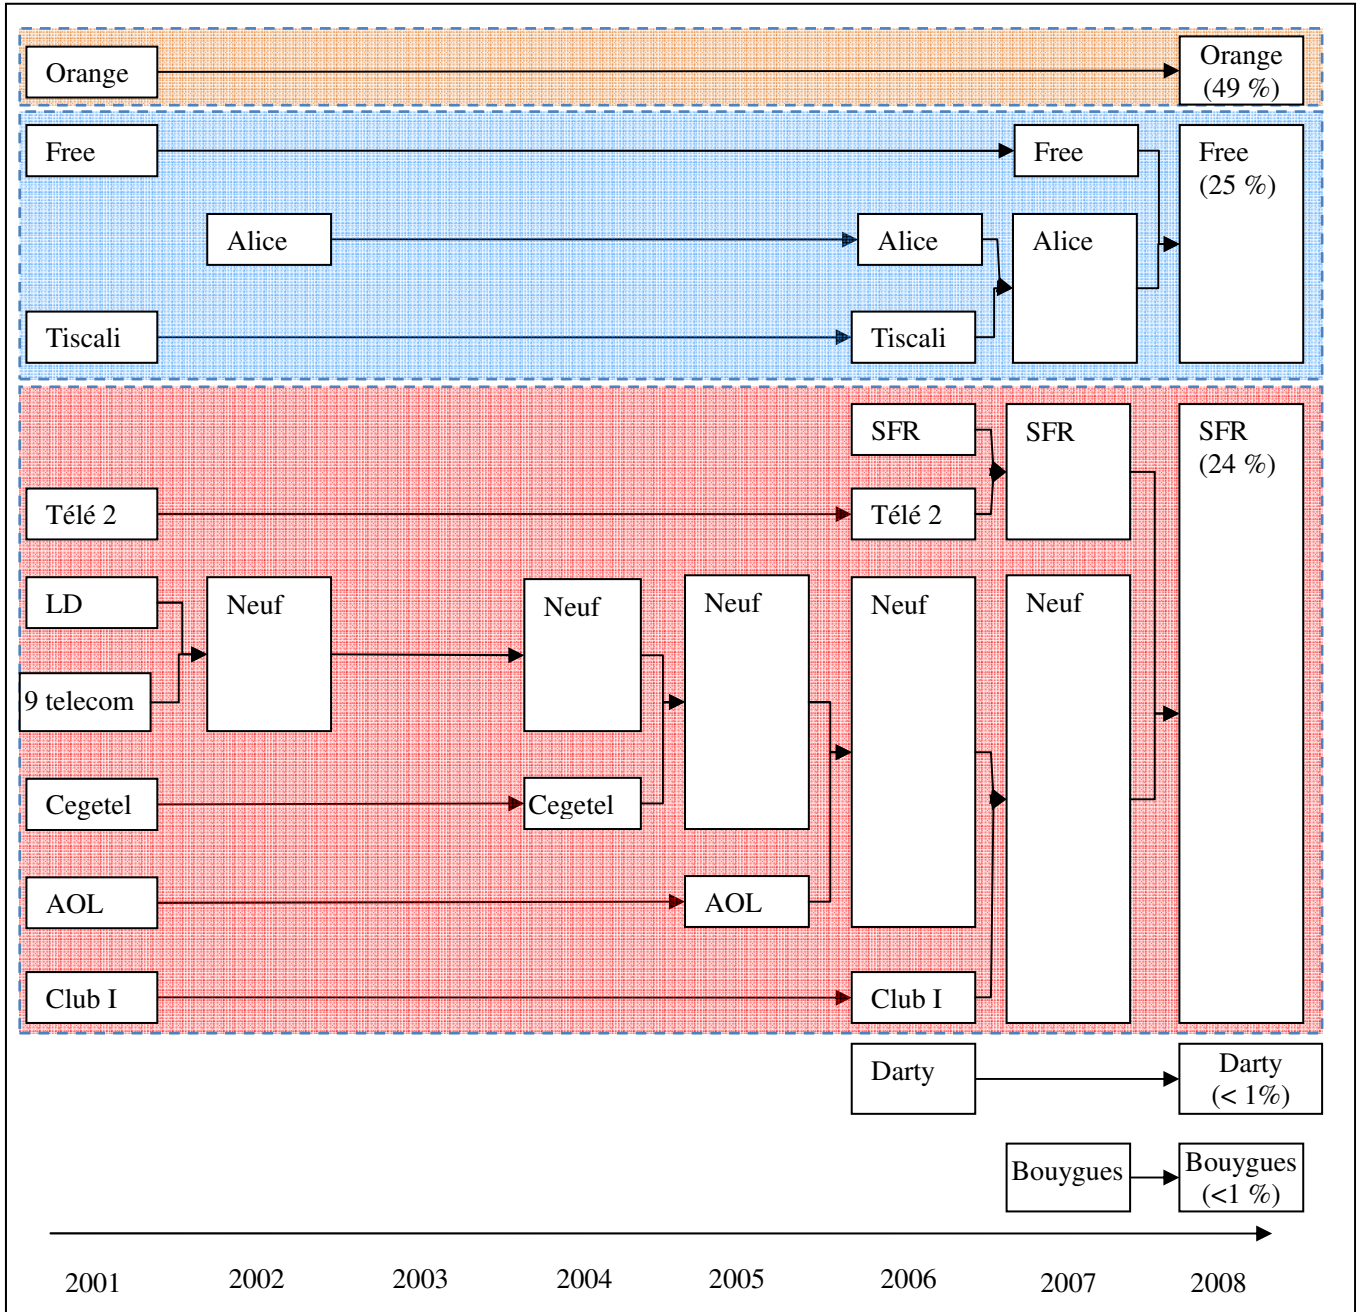 Orange
Orange
(49 %)
Free
Free
Free
(25 %)
Alice
Alice
Alice
Tiscali
Tiscali
SFR
SFR
SFR
(24 %)
Télé 2
Télé 2
LD
Neuf
Neuf
Neuf
Neuf
Neuf
9 telecom
Cegetel
Cegetel
AOL
AOL
Club I
Club I
Darty
Darty
(< 1%)
Bouygues
Bouygues
(<1 %)
2001 2002 2003 2004 2005 2006 2007 2008